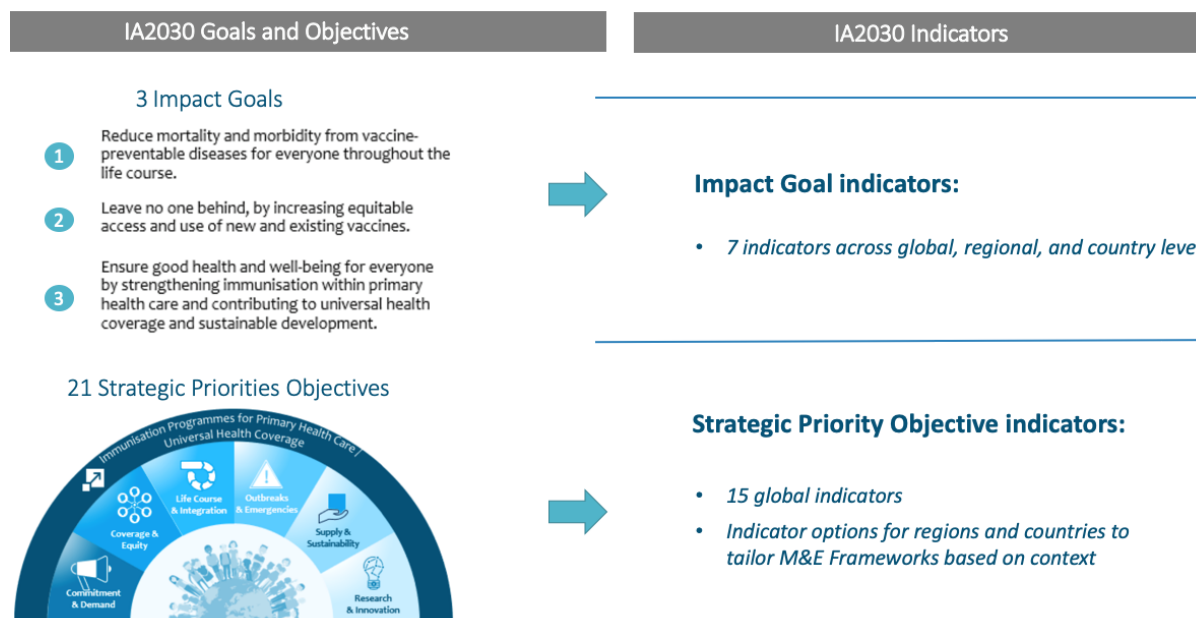 IA2030 Goals and Objectives
IA2030 Indicators
3 Impact Goals
1
Reduce mortality and morbidity from vaccine-
preventable diseases for everyone throughout the
life course.
2
Leave no one behind, by increasing equitable
access and use of new and existing vaccines.
3
Ensure good health and well-being for everyone
by strengthening immunisation within primary
health care and contributing to universal health
coverage and sustainable development.
Impact Goal indicators:
• 7 indicators across global, regional, and country leve
21 Strategic Priorities Objectives
Immunisation Programmes for Primary Health Care /
Universal Health Coverage
Commitment
& Demand
Coverage &
Equity
Life Course
& Integration
Outbreaks
& Emergencies
Supply &
Sustainability
Research
& Innovation
Strategic Priority Objective indicators:
• 15 global indicators
• Indicator options for regions and countries to
tailor M&E Frameworks based on context